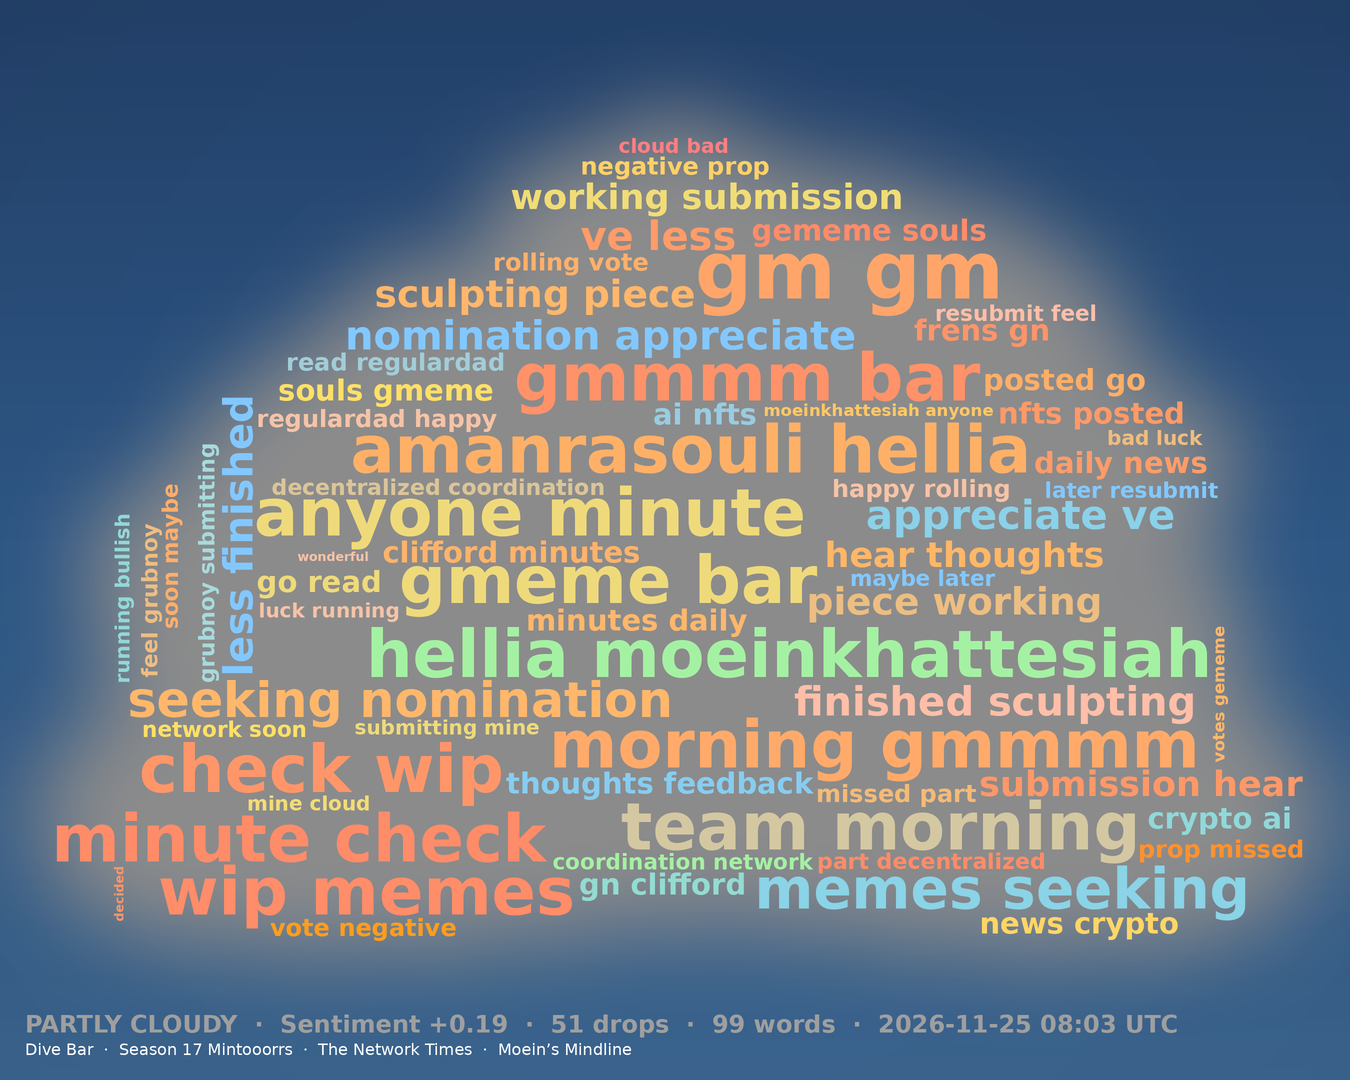 cloud bad
negative prop
working submission
ve less
gememe souls
rolling vote
gm gm
sculpting piece
resubmit feel
nomination appreciate
frens gn
read regulardad
gmmmm bar
posted go
souls gmeme
regulardad happy
ai nfts
moeinkhattesiah anyone
nfts posted
amanrasouli hellia
bad luck
daily news
decentralized coordination
happy rolling
later resubmit
less finished
grubnoy submitting
soon maybe
feel grubnoy
running bullish
anyone minute
appreciate ve
wonderful
clifford minutes
hear thoughts
go read
gmeme bar
maybe later
luck running
piece working
minutes daily
hellia moeinkhattesiah
votes gememe
seeking nomination
finished sculpting
network soon
submitting mine
morning gmmmm
check wip
thoughts feedback
missed part
submission hear
mine cloud
team morning
crypto ai
minute check
prop missed
coordination network
part decentralized
decided
wip memes
gn clifford
memes seeking
vote negative
news crypto
PARTLY CLOUDY · Sentiment +0.19 · 51 drops · 99 words · 2026-11-25 08:03 UTC
Dive Bar · Season 17 Mintooorrs · The Network Times · Moein’s Mindline